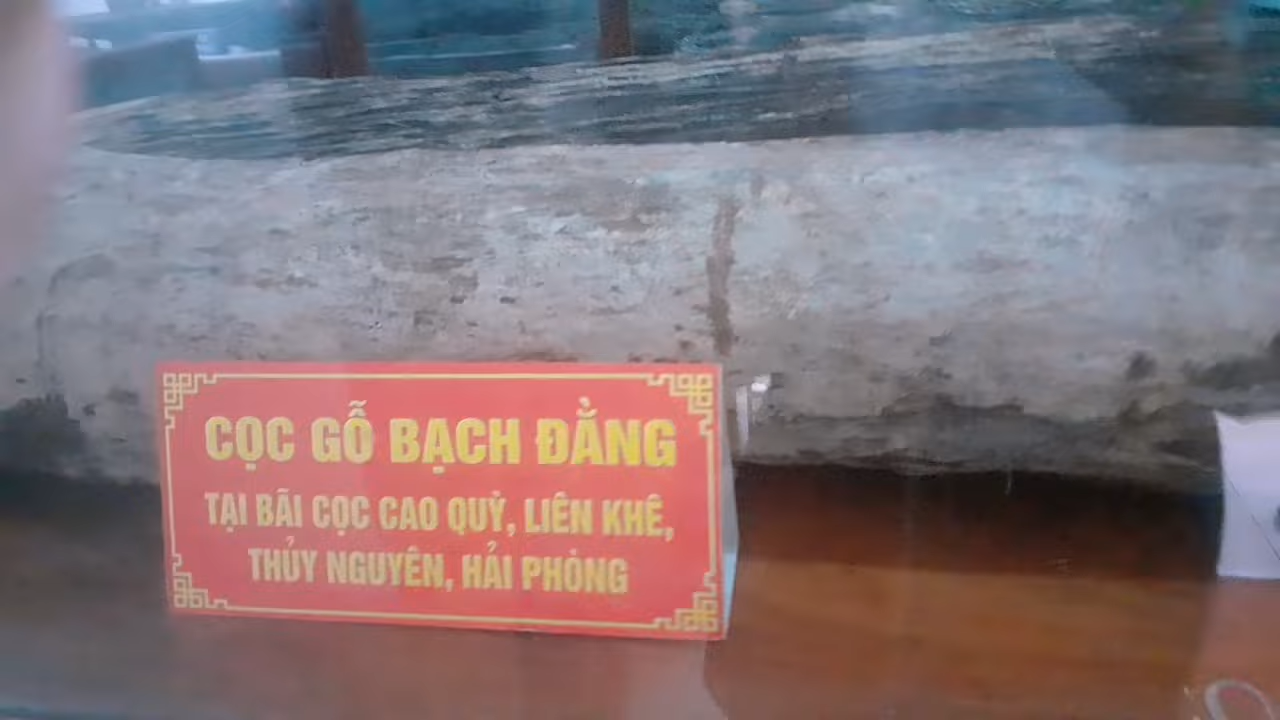 CỌC GỖ BẠCH ĐẰNG
TẠI BÃI CỌC CAO QUỲ, LIÊN KHÊ,
THỦY NGUYÊN, HẢI PHÒNG